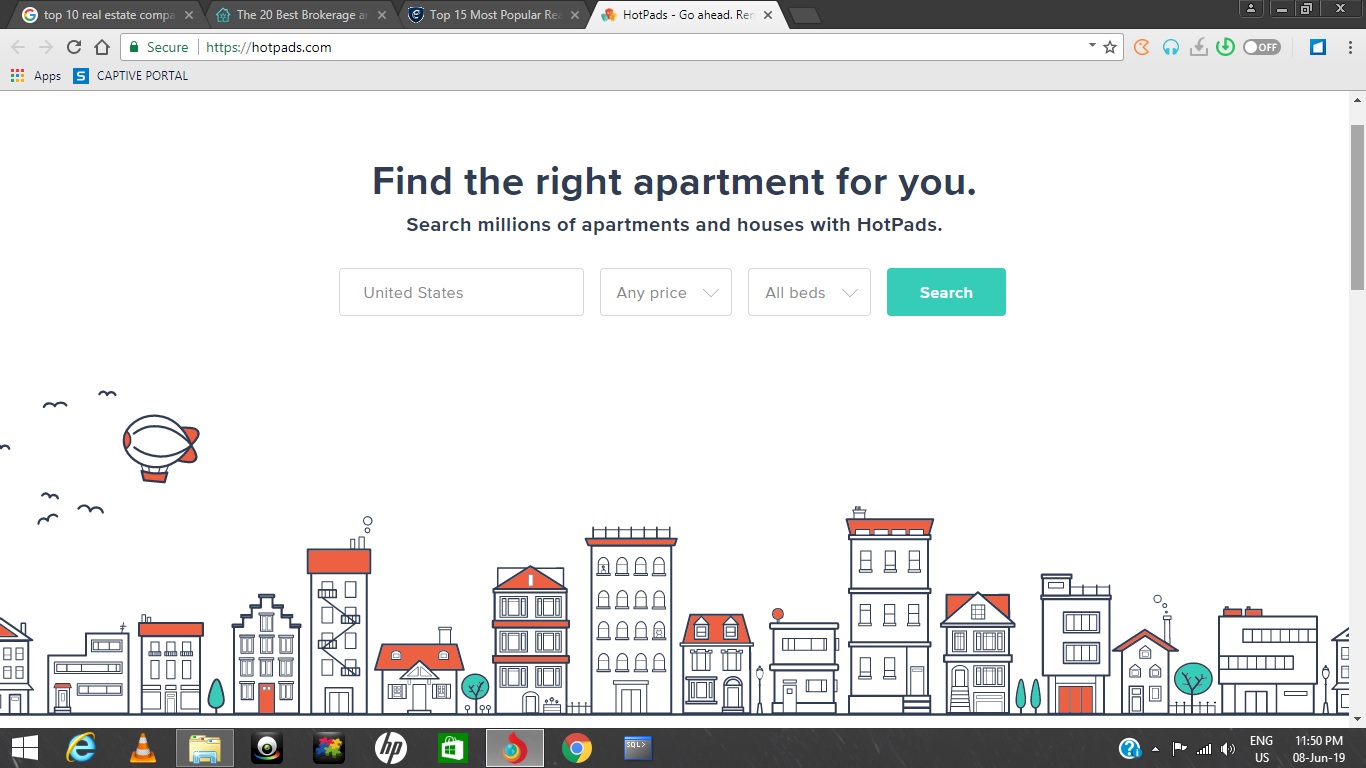 top 10 real estate compa
The 20 Best Brokerage a
Top 15 Most Popular Re
HotPads - Go ahead. Ren
Secure
https://hotpads.com
OFF
Apps
S
CAPTIVE PORTAL
Find the right apartment for you.
Search millions of apartments and houses with HotPads.
United States
Any price
All beds
Search
hp
SQL>
ENG
US
11:50 PM
08-Jun-19